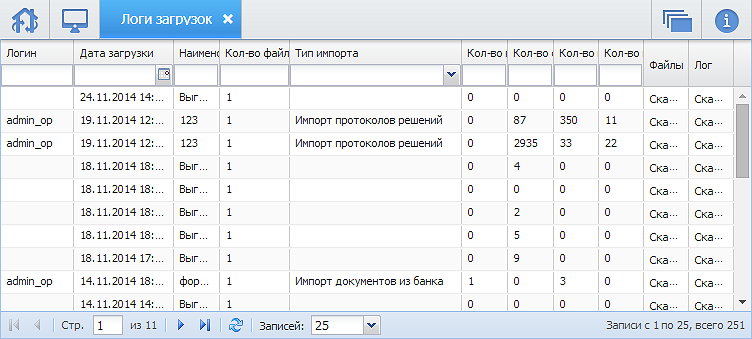 Логи загрузок
Логин Дата загрузки Наимено Кол-во файл Тип импорта Кол-во Кол-во Кол-во Кол-во Файлы Лог
24.11.2014 14:... Выг... 1 0 0 0 0 Ска... Ска...
admin_op 19.11.2014 12:... 123 1 Импорт протоколов решений 0 87 350 11 Ска... Ска...
admin_op 19.11.2014 12:... 123 1 Импорт протоколов решений 0 2935 33 22 Ска... Ска...
18.11.2014 18:... Выг... 1 0 4 0 0 Ска... Ска...
18.11.2014 18:... Выг... 1 0 0 0 0 Ска... Ска...
18.11.2014 18:... Выг... 1 0 2 0 0 Ска... Ска...
18.11.2014 18:... Выг... 1 0 5 0 0 Ска... Ска...
18.11.2014 17:... Выг... 1 0 9 0 0 Ска... Ска...
admin_op 14.11.2014 18:... фор... 1 Импорт документов из банка 1 0 3 0 Ска... Ска...
14.11.2014 14:... Выг... 1 0 0 0 0 Ска... Ска...
Стр. 1 из 11 Записей: 25 Записи с 1 по 25, всего 251